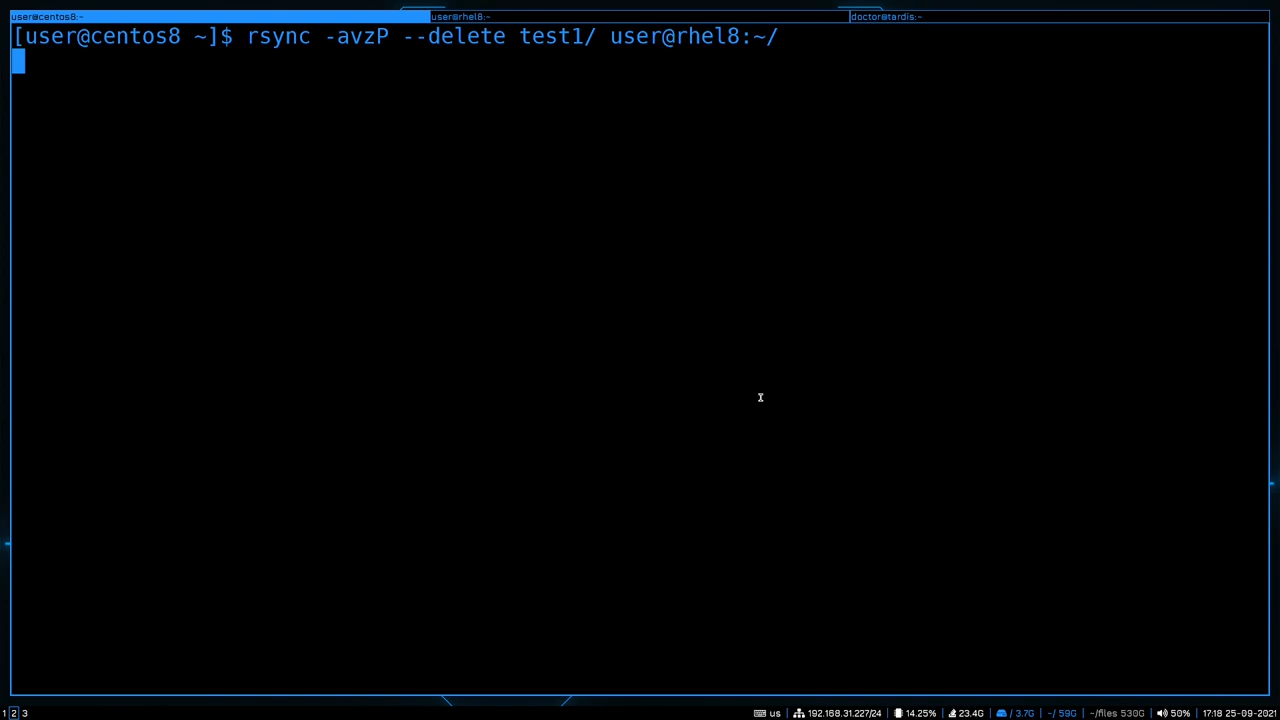 user@centos8:~ user@rhel8:~ doctor@tardis:~
[user@centos8 ~]$ rsync -avzP --delete test1/ user@rhel8:~/
1 2 3 us 192.168.31.227/24 14.25% 23.4G / 3.7G ~/ 59G ~/files 530G 50% 17:18 25-09-2021